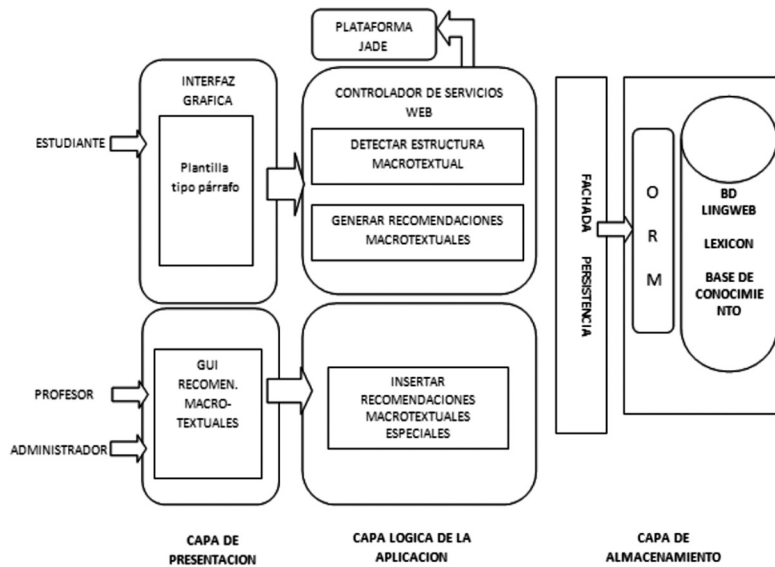 PLATAFORMA
JADE
INTERFAZ
GRAFICA
CONTROLADOR DE SERVICIOS
WEB
ESTUDIANTE
Plantilla
tipo párrafo
DETECTAR ESTRUCTURA
MACROTEXTUAL
GENERAR RECOMENDACIONES
MACROTEXTUALES
FACHADA PERSISTENCIA
O
R
M
BD
LINGWEB
LEXICON
BASE DE
CONOCIMIE
NTO
PROFESOR
ADMINISTRADOR
GUI
RECOMEN.
MACRO-
TEXTUALES
INSERTAR
RECOMENDACIONES
MACROTEXTUALES
ESPECIALES
CAPA DE
PRESENTACION
CAPA LOGICA DE LA
APLICACION
CAPA DE
ALMACENAMIENTO